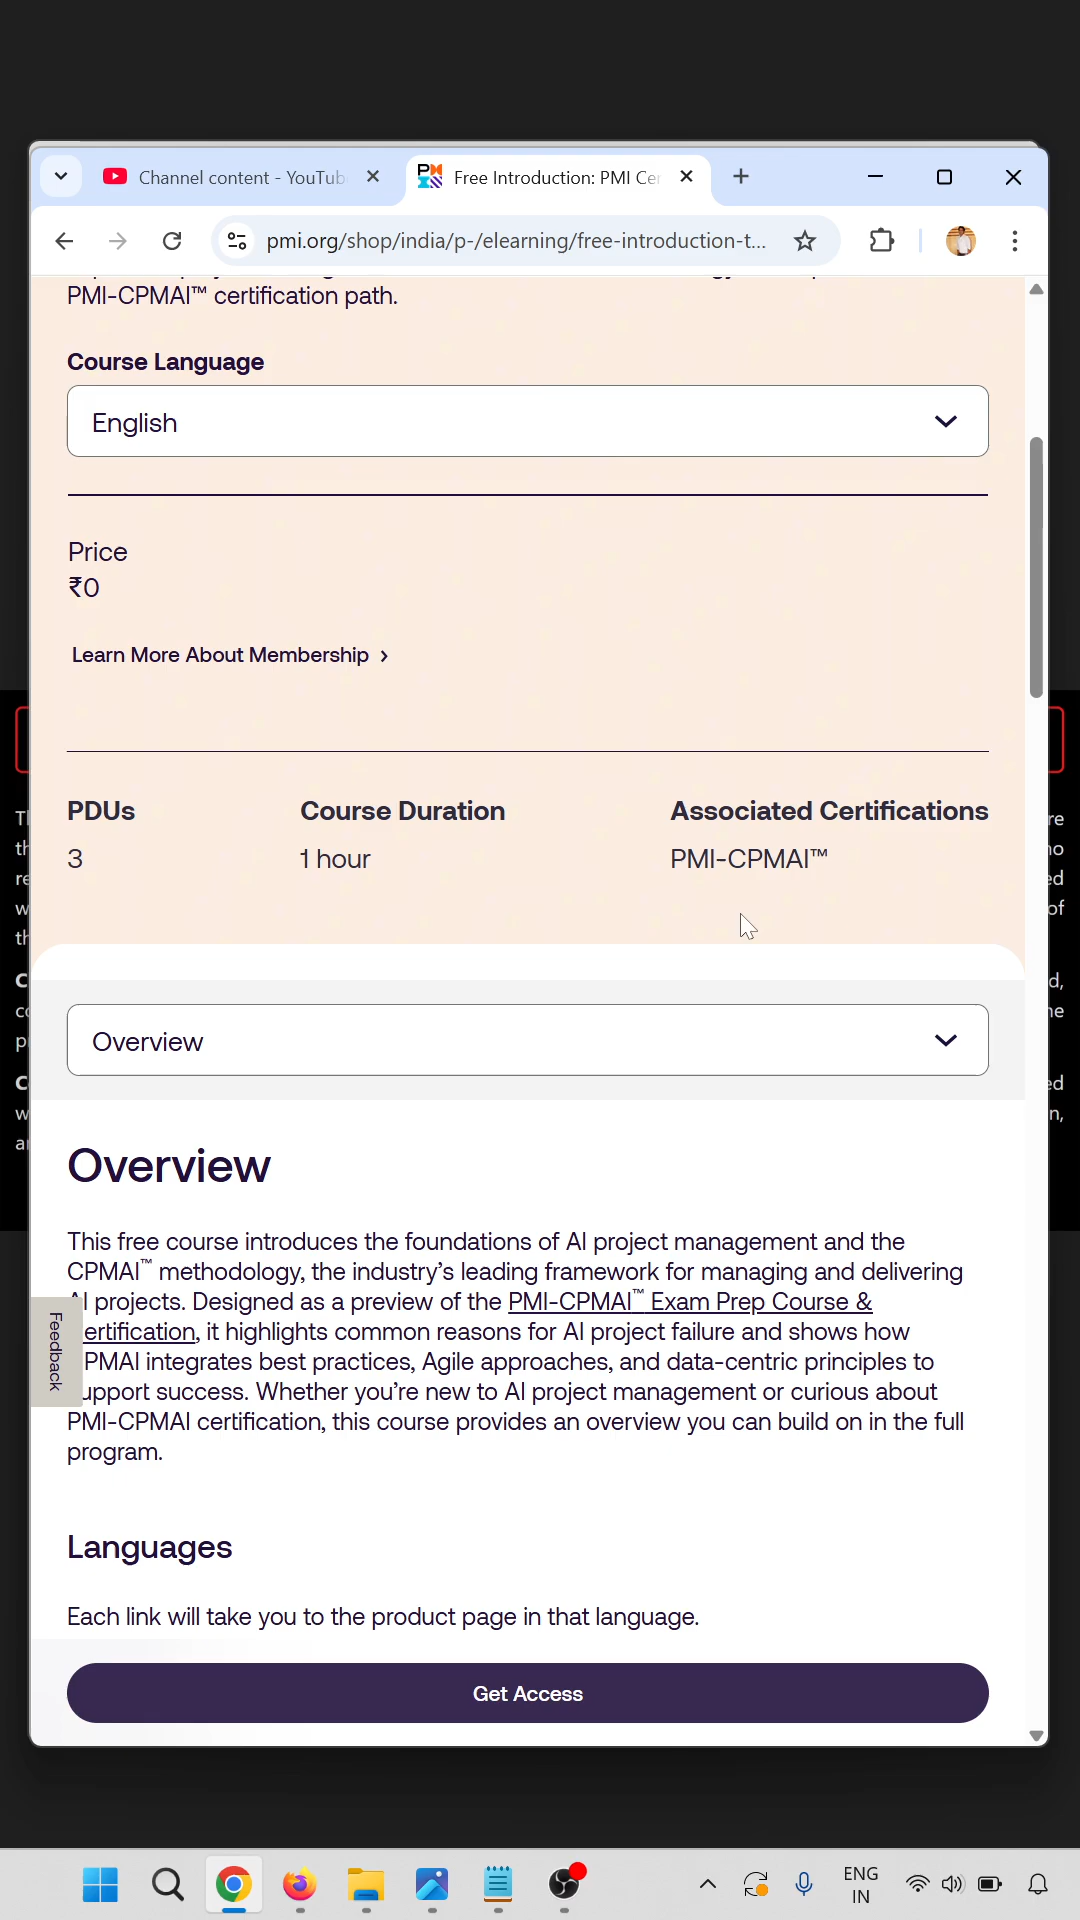 Channel content - YouTub
Free Introduction: PMI Cer
pmi.org/shop/india/p-/elearning/free-introduction-t...
PMI-CPMAI™ certification path.
Course Language
English
Price
₹0
Learn More About Membership
PDUs
Course Duration
Associated Certifications
3
1 hour
PMI-CPMAI™
Overview
Overview
This free course introduces the foundations of AI project management and the
CPMAI™ methodology, the industry's leading framework for managing and delivering
AI projects. Designed as a preview of the PMI-CPMAI™ Exam Prep Course &
ertification, it highlights common reasons for AI project failure and shows how
PMAI integrates best practices, Agile approaches, and data-centric principles to
upport success. Whether you're new to AI project management or curious about
PMI-CPMAI certification, this course provides an overview you can build on in the full
program.
Feedback
Languages
Each link will take you to the product page in that language.
Get Access
ENG
IN